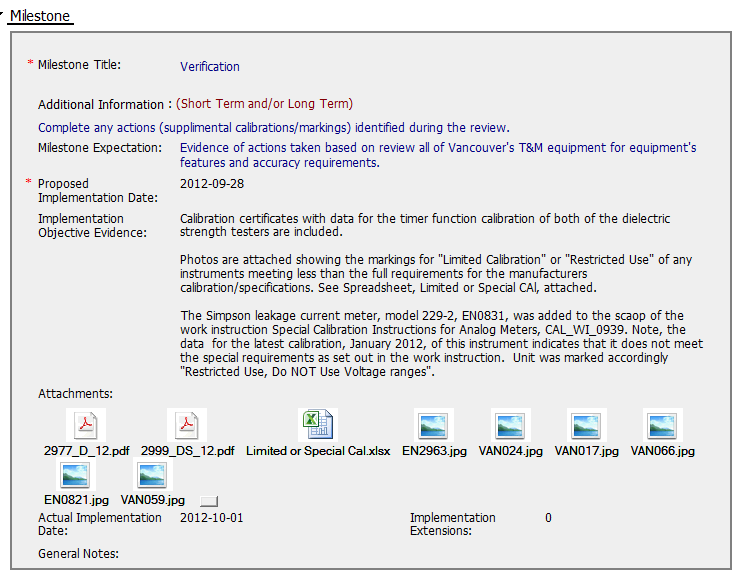 Milestone
* Milestone Title: Verification
Additional Information : (Short Term and/or Long Term)
Complete any actions (supplimental calibrations/markings) identified during the review.
Milestone Expectation: Evidence of actions taken based on review all of Vancouver's T&M equipment for equipment's
features and accuracy requirements.
* Proposed 2012-09-28
Implementation Date:
Implementation Calibration certificates with data for the timer function calibration of both of the dielectric
Objective Evidence: strength testers are included.
Photos are attached showing the markings for "Limited Calibration" or "Restricted Use" of any
instruments meeting less than the full requirements for the manufacturers
calibration/specifications. See Spreadsheet, Limited or Special CAl, attached.
The Simpson leakage current meter, model 229-2, EN0831, was added to the scaop of the
work instruction Special Calibration Instructions for Analog Meters, CAL_WI_0939. Note, the
data for the latest calibration, January 2012, of this instrument indicates that it does not meet
the special requirements as set out in the work instruction. Unit was marked accordingly
"Restricted Use, Do NOT Use Voltage ranges".
Attachments:
2977_D_12.pdf 2999_DS_12.pdf Limited or Special Cal.xlsx EN2963.jpg VAN024.jpg VAN017.jpg VAN066.jpg
EN0821.jpg VAN059.jpg
Actual Implementation 2012-10-01 Implementation 0
Date: Extensions:
General Notes: